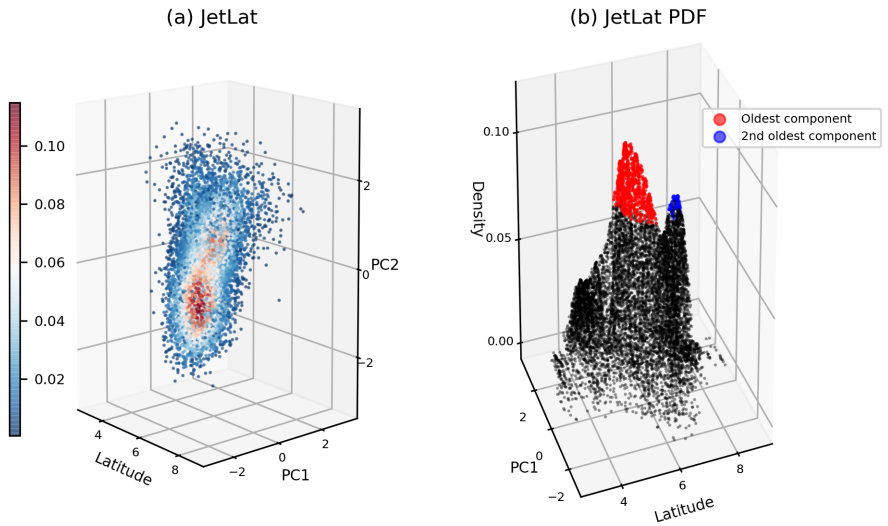 (a) JetLat
(b) JetLat PDF
0.10
0.08
0.06
0.04
0.02
2
0
−2
PC2
4
6
8
Latitude
−2
0
2
PC1
Oldest component
2nd oldest component
0.10
0.05
0.00
Density
2
0
−2
PC1
4
6
8
Latitude